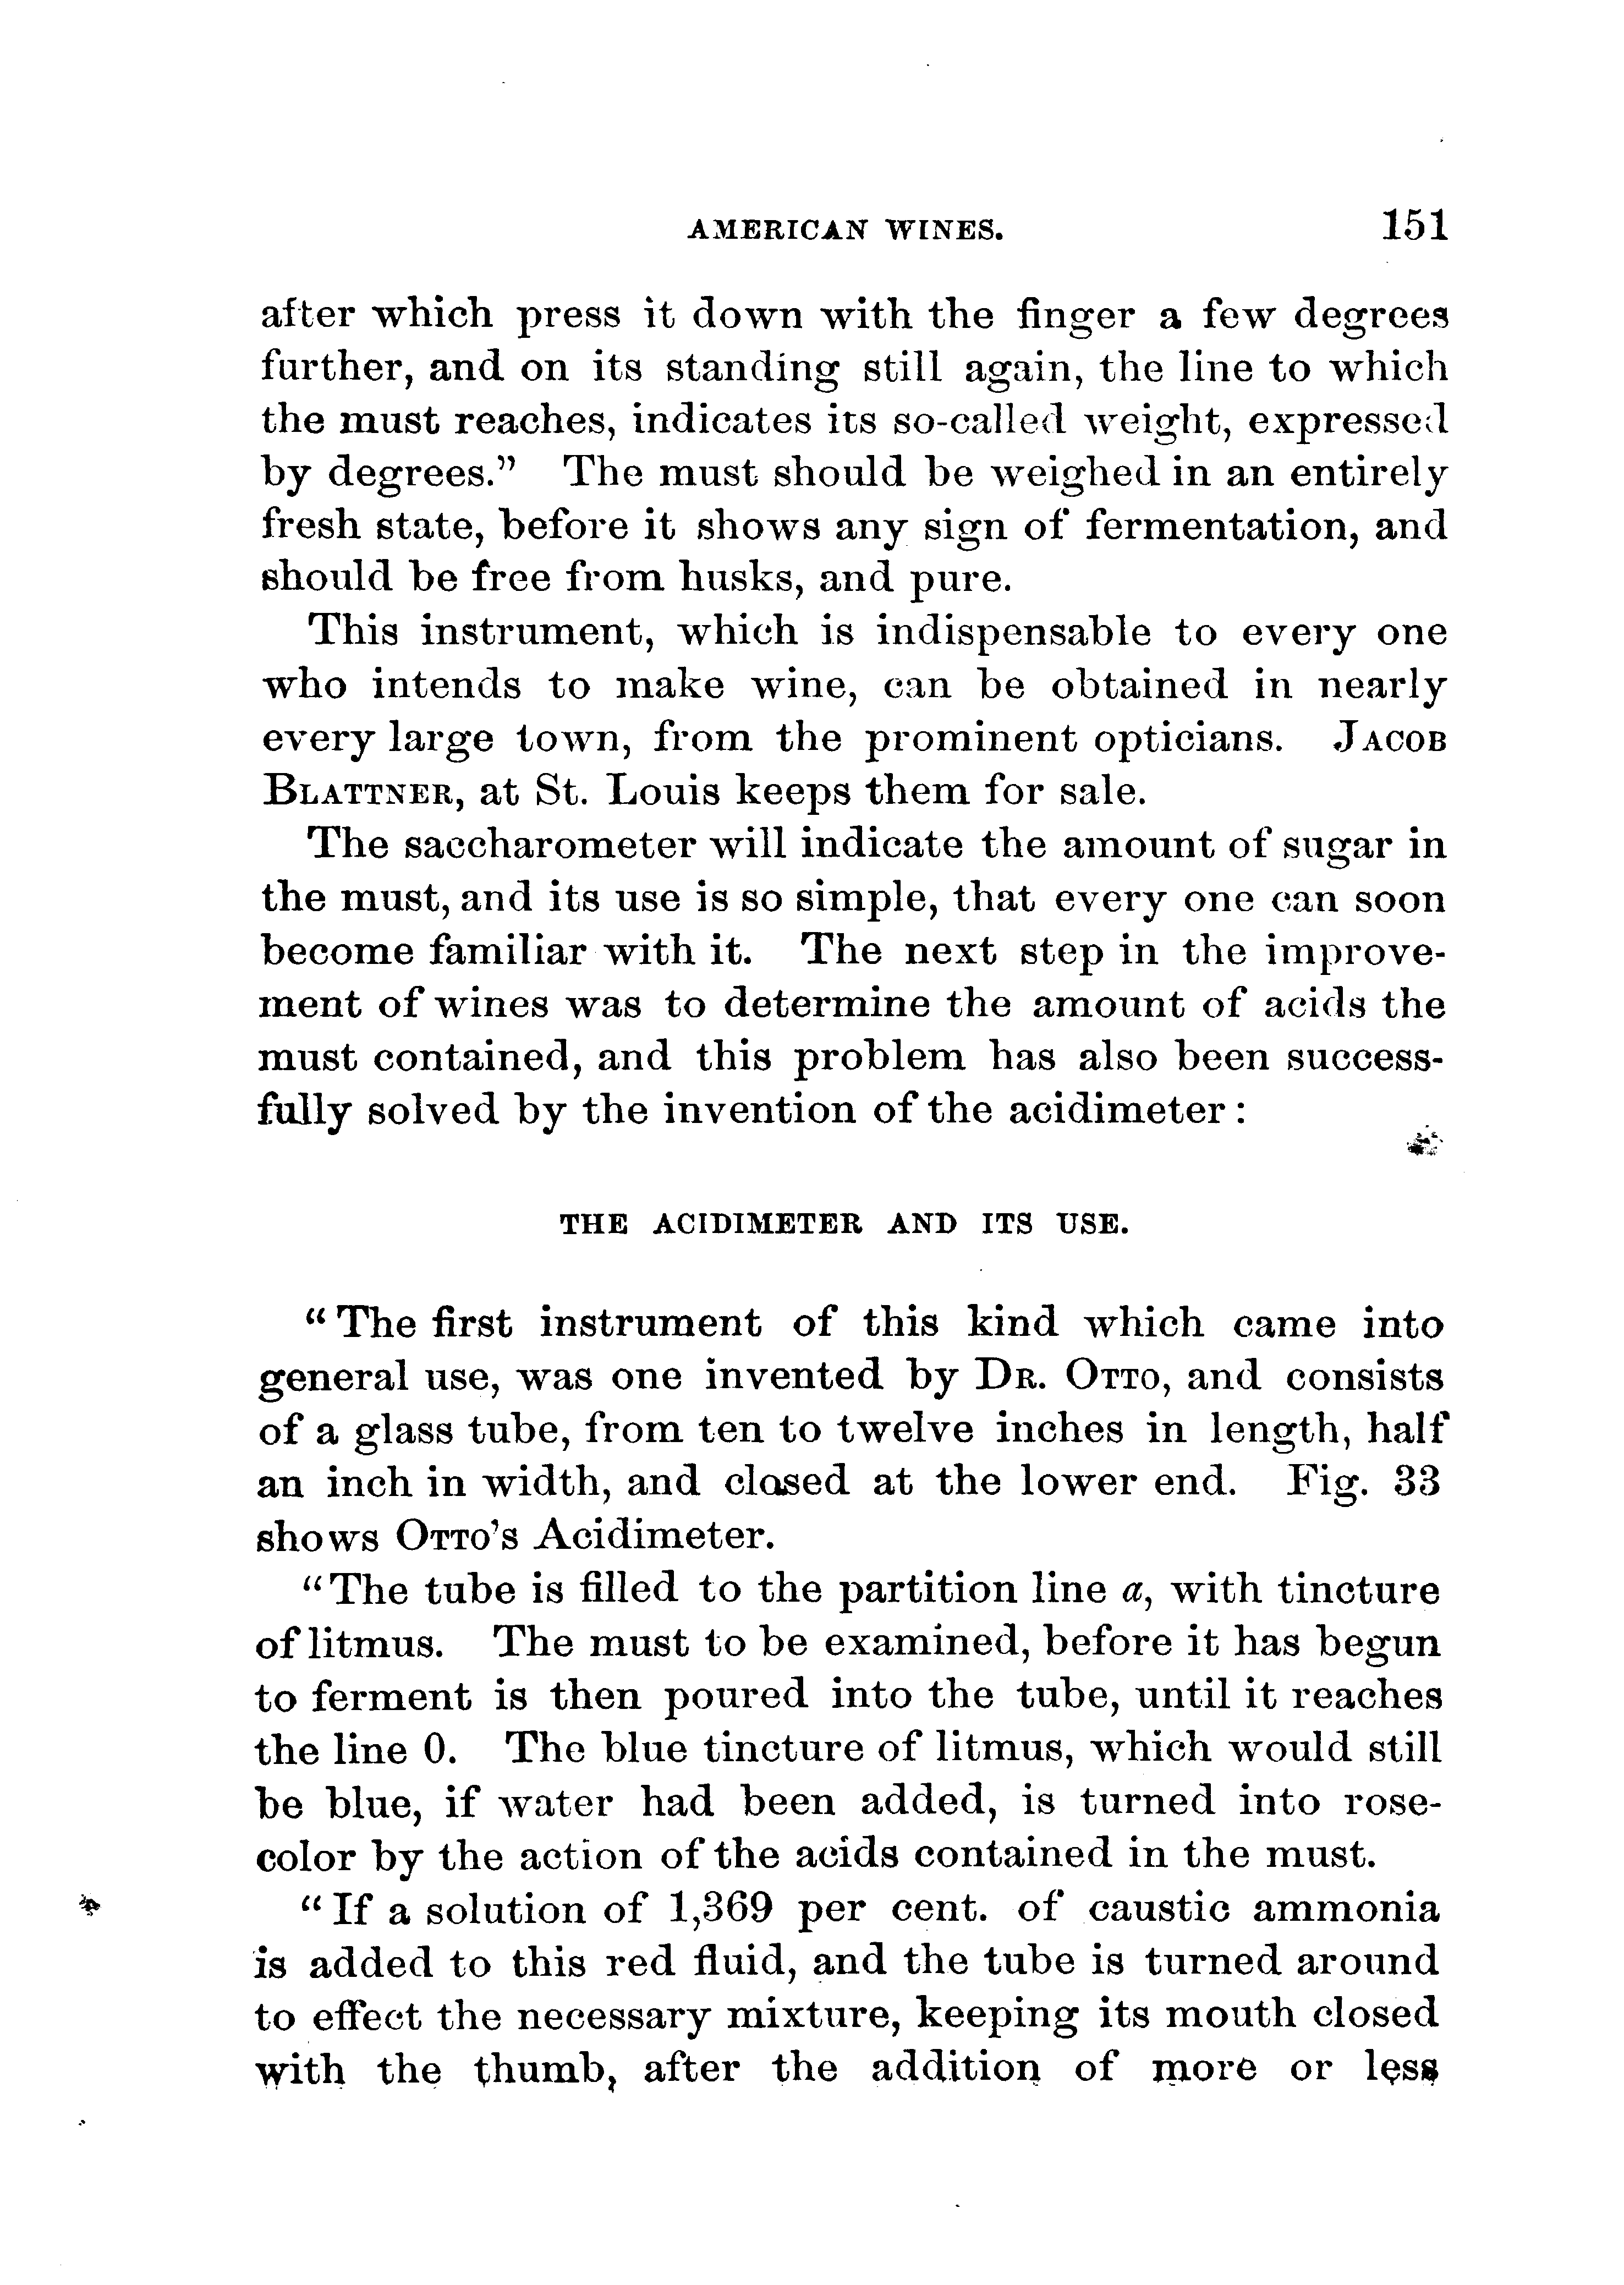 AMERICAN WINES. 151
after which press it down with the finger a few degrees
further, and on its standing still again, the line to which
the must reaches, indicates its so-called weight, expressed
by degrees." The must should be weighed in an entirely
fresh state, before it shows any sign of fermentation, and
should be free from husks, and pure.
This instrument, which is indispensable to every one
who intends to make wine, can be obtained in nearly
every large town, from the prominent opticians. JACOB
BLATTNER, at St. Louis keeps them for sale.
The saccharometer will indicate the amount of sugar in
the must, and its use is so simple, that every one can soon
become familiar with it. The next step in the improve-
ment of wines was to determine the amount of acids the
must contained, and this problem has also been success-
fully solved by the invention of the acidimeter:
THE ACIDIMETER AND ITS USE.
"The first instrument of this kind which came into
general use, was one invented by DR. OTTO, and consists
of a glass tube, from ten to twelve inches in length, half
an inch in width, and closed at the lower end. Fig. 33
shows OTTO's Acidimeter.
"The tube is filled to the partition line a, with tincture
of litmus. The must to be examined, before it has begun
to ferment is then poured into the tube, until it reaches
the line 0. The blue tincture of litmus, which would still
be blue, if water had been added, is turned into rose-
color by the action of the acids contained in the must.
"If a solution of 1,369 per cent. of caustic ammonia
is added to this red fluid, and the tube is turned around
to effect the necessary mixture, keeping its mouth closed
with the thumb, after the addition of more or less